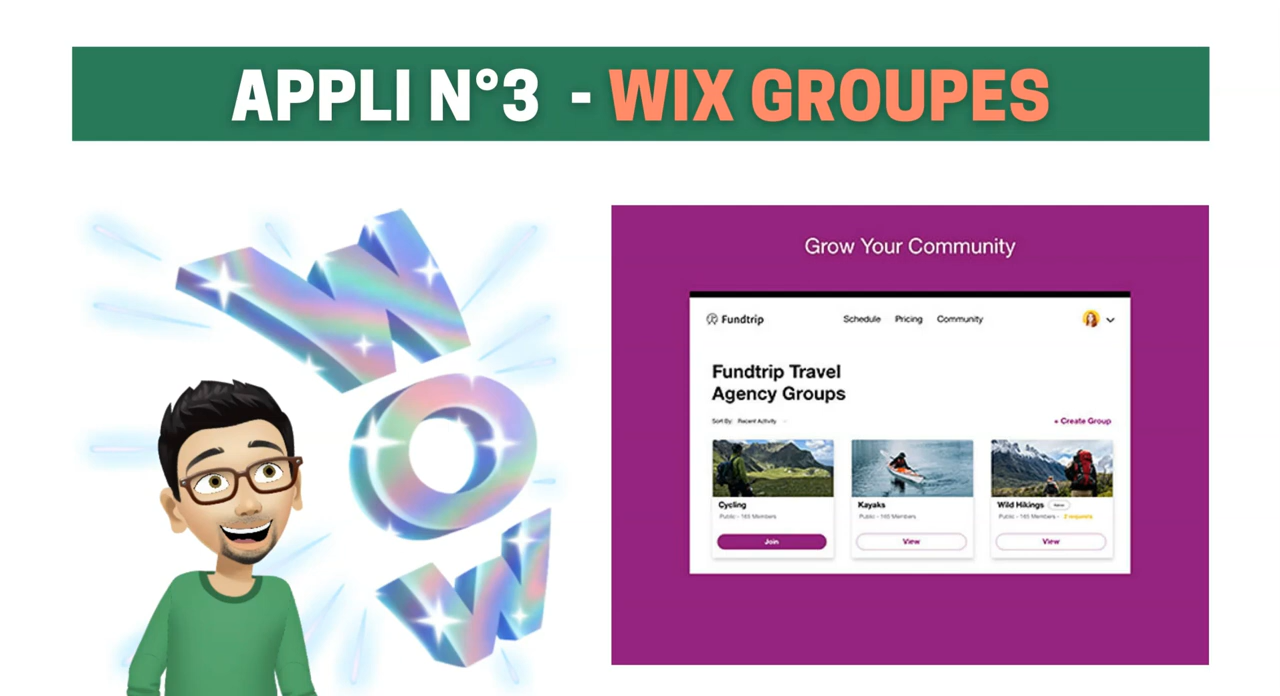 APPLI N°3 - WIX GROUPES
WOW
Grow Your Community
Fundtrip
Schedule Pricing Community
Fundtrip Travel
Agency Groups
Sort By: Recent Activity
+ Create Group
Cycling
Public - 165 Members
Join
Kayaks
Public - 165 Members
View
Wild Hikings
Public - 165 Members - 2 requests
View